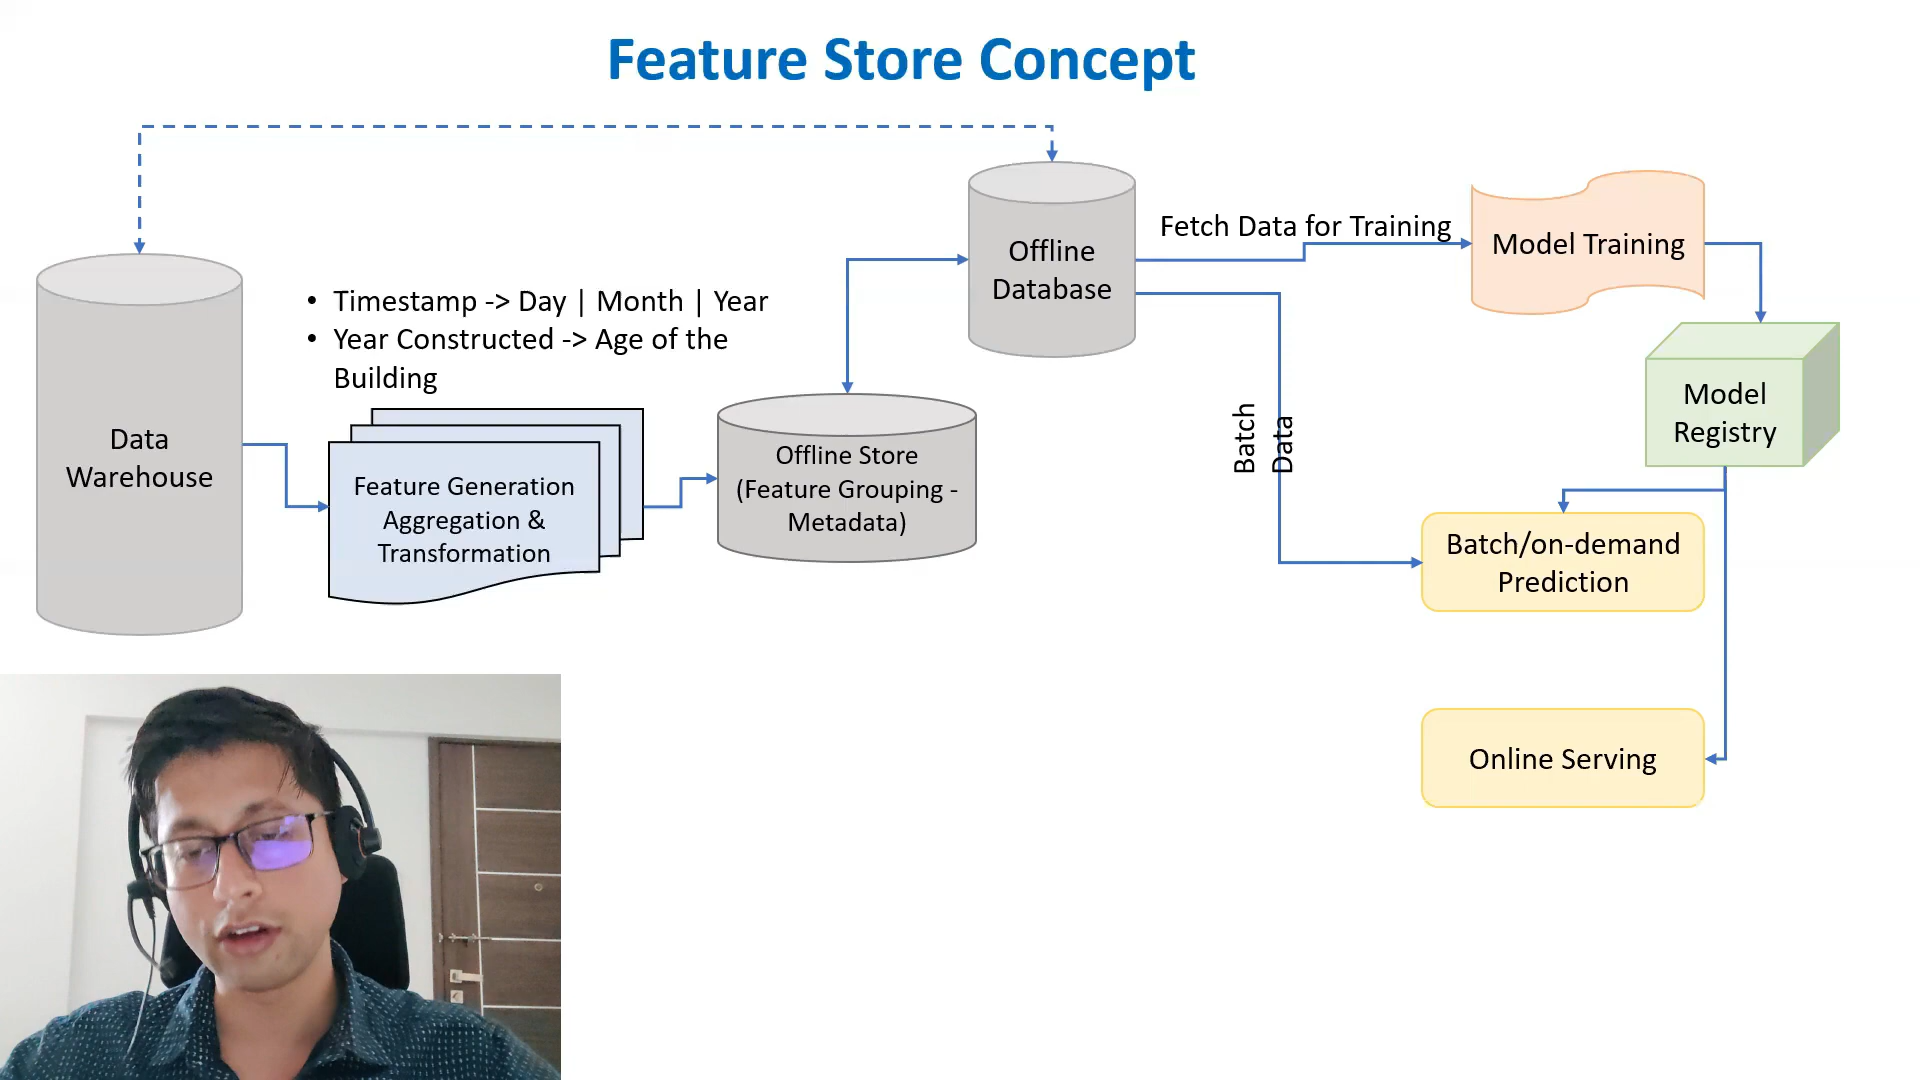 Feature Store Concept
Data
Warehouse
• Timestamp -> Day | Month | Year
• Year Constructed -> Age of the
Building
Feature Generation
Aggregation &
Transformation
Offline Store
(Feature Grouping -
Metadata)
Offline
Database
Fetch Data for Training
Batch
Data
Model Training
Model
Registry
Batch/on-demand
Prediction
Online Serving